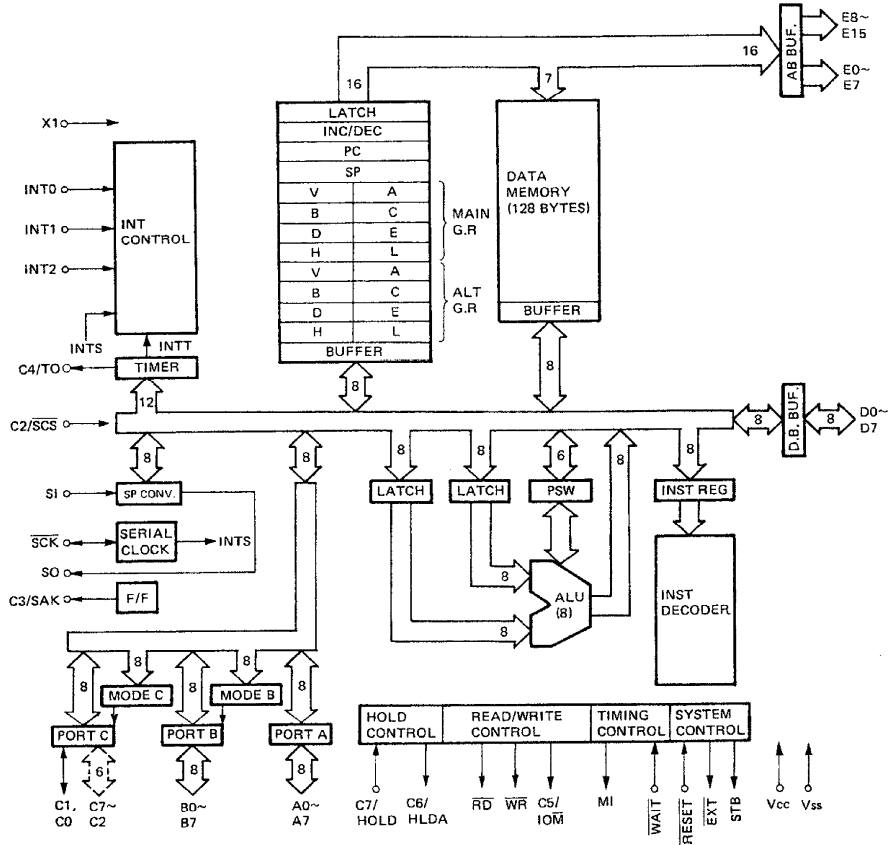 E8~
E15
16
AB BUF.
E0~
E7
16
7
LATCH
INC/DEC
PC
SP
V A
B C
D E
H L
V A
B C
D E
H L
BUFFER
MAIN
G.R
ALT
G.R
DATA
MEMORY
(128 BYTES)
BUFFER
X1
INT0
INT1
INT2
INT
CONTROL
INTS
INTT
C4/TO
TIMER
12
8
8
C2/SCS
8
D.B. BUF.
8
D0~
D7
8
8
8
8
6
8
8
SI
SP CONV.
LATCH
LATCH
PSW
INST REG
SCK
SERIAL
CLOCK
INTS
SO
C3/SAK
F/F
8
8
ALU
(8)
INST
DECODER
8
8
8
8
8
MODE C
MODE B
PORT C
PORT B
PORT A
6
8
8
C1,
C0
C7~
C2
B0~
B7
A0~
A7
HOLD
CONTROL
READ/WRITE
CONTROL
TIMING
CONTROL
SYSTEM
CONTROL
C7/
HOLD
C6/
HLDA
RD
WR
C5/
IOM
MI
WAIT
RESET
EXT
STB
Vcc
Vss